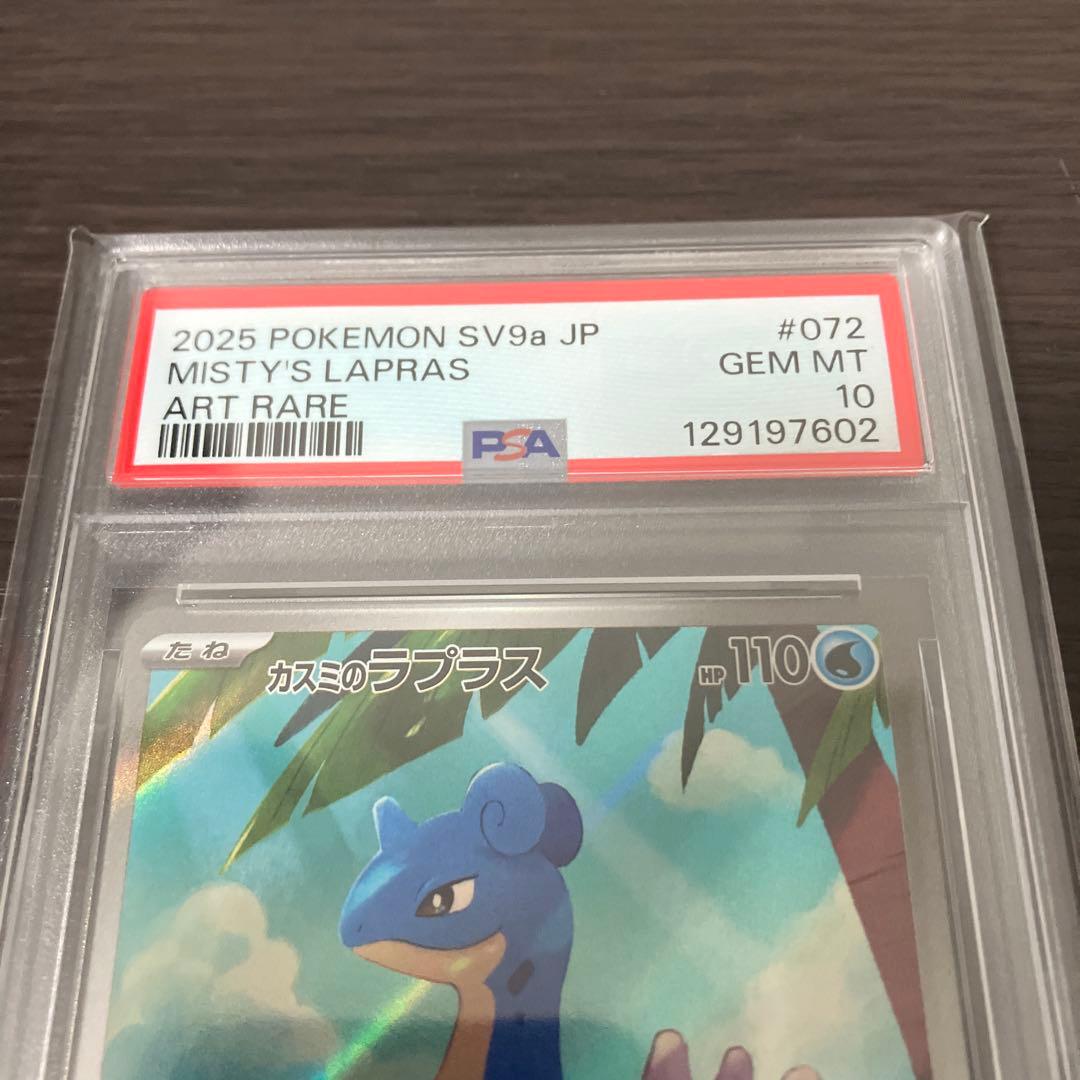 2025 POKEMON SV9a JP #072
MISTY'S LAPRAS GEM MT
ART RARE 10
PSA 129197602
たね カスミのラプラス HP 110